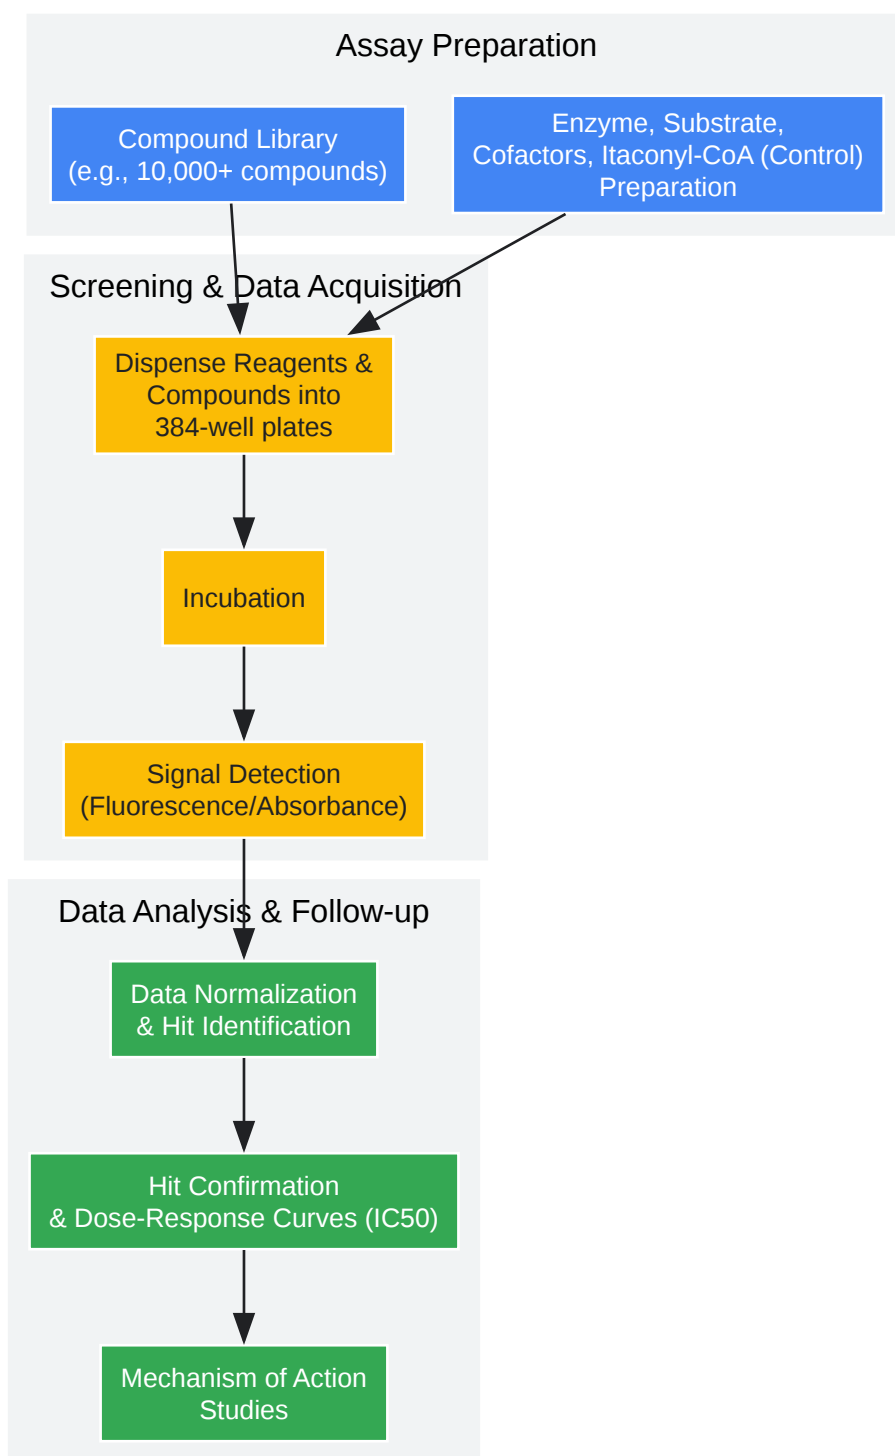 Assay Preparation
Compound Library
(e.g., 10,000+ compounds)
Enzyme, Substrate,
Cofactors, Itaconyl-CoA (Control)
Preparation
Screening & Data Acquisition
Dispense Reagents &
Compounds into
384-well plates
Incubation
Signal Detection
(Fluorescence/Absorbance)
Data Analysis & Follow-up
Data Normalization
& Hit Identification
Hit Confirmation
& Dose-Response Curves (IC50)
Mechanism of Action
Studies